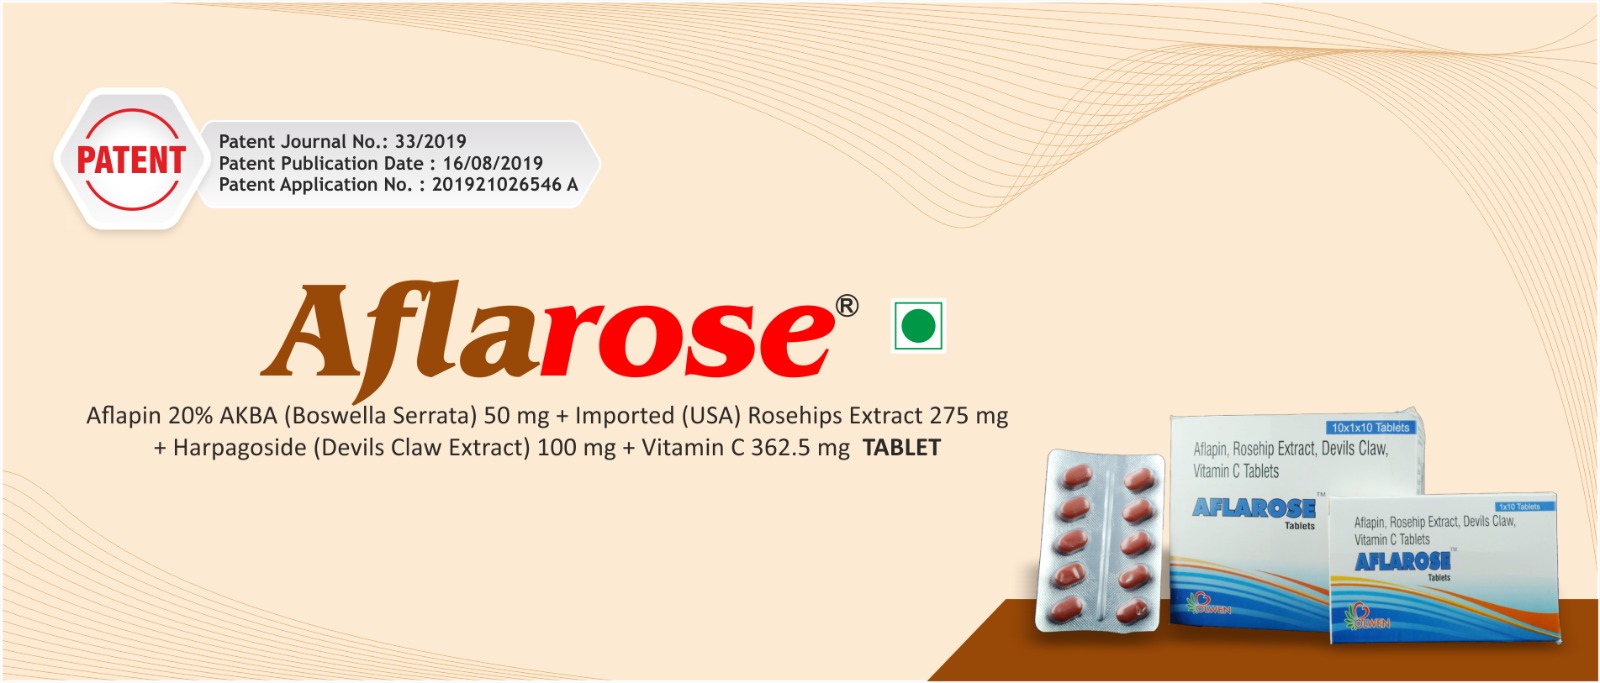 PATENT
Patent Journal No.: 33/2019
Patent Publication Date : 16/08/2019
Patent Application No. : 201921026546 A
Aflarose®
Aflapin 20% AKBA (Boswella Serrata) 50 mg + Imported (USA) Rosehips Extract 275 mg
+ Harpagoside (Devils Claw Extract) 100 mg + Vitamin C 362.5 mg TABLET
10x1x10 Tablets
Aflapin, Rosehip Extract, Devils Claw,
Vitamin C Tablets
AFLAROSE™
Tablets
1x10 Tablets
Aflapin, Rosehip Extract, Devils Claw,
Vitamin C Tablets
AFLAROSE™
Tablets